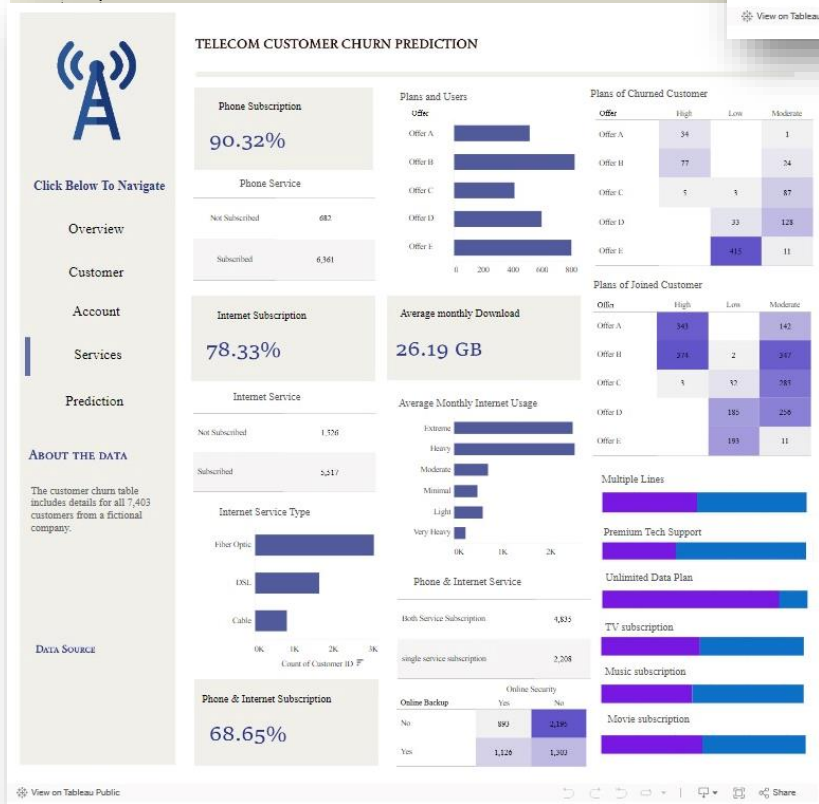 View on Tableau
TELECOM CUSTOMER CHURN PREDICTION
Click Below To Navigate
Overview
Customer
Account
Services
Prediction
ABOUT THE DATA
The customer churn table
includes details for all 7,403
customers from a fictional
company.
DATA SOURCE
Phone Subscription
90.32%
Phone Service
Not Subscribed 682
Subscribed 6,361
Internet Subscription
78.33%
Internet Service
Not Subscribed 1,526
Subscribed 5,517
Internet Service Type
Fiber Optic
DSL
Cable
0K 1K 2K 3K
Count of Customer ID
Phone & Internet Subscription
68.65%
Plans and Users
Offer
Offer A
Offer B
Offer C
Offer D
Offer E
0 200 400 600 800
Average monthly Download
26.19 GB
Average Monthly Internet Usage
Extreme
Heavy
Moderate
Minimal
Light
Very Heavy
0K 1K 2K
Phone & Internet Service
Both Service Subscription 4,835
single service subscription 2,208
Online Security
Online Backup Yes No
No 893 2,195
Yes 1,126 1,303
Plans of Churned Customer
Offer High Low Moderate
Offer A 34 1
Offer B 77 24
Offer C 5 3 87
Offer D 33 128
Offer E 415 11
Plans of Joined Customer
Offer High Low Moderate
Offer A 343 142
Offer B 374 2 347
Offer C 3 32 285
Offer D 185 256
Offer E 193 11
Multiple Lines
Premium Tech Support
Unlimited Data Plan
TV subscription
Music subscription
Movie subscription
View on Tableau Public
Share